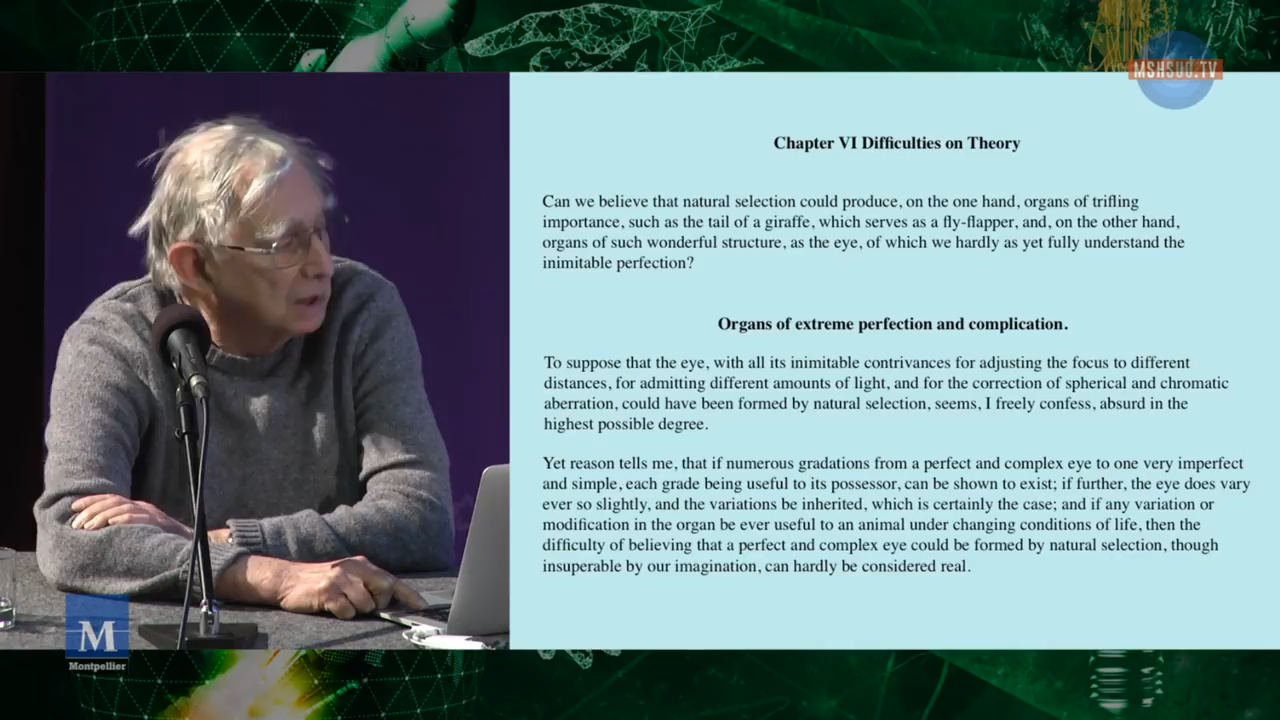 MSHSUD.TV
Chapter VI Difficulties on Theory
Can we believe that natural selection could produce, on the one hand, organs of trifling
importance, such as the tail of a giraffe, which serves as a fly-flapper, and, on the other hand,
organs of such wonderful structure, as the eye, of which we hardly as yet fully understand the
inimitable perfection?
Organs of extreme perfection and complication.
To suppose that the eye, with all its inimitable contrivances for adjusting the focus to different
distances, for admitting different amounts of light, and for the correction of spherical and chromatic
aberration, could have been formed by natural selection, seems, I freely confess, absurd in the
highest possible degree.
Yet reason tells me, that if numerous gradations from a perfect and complex eye to one very imperfect
and simple, each grade being useful to its possessor, can be shown to exist; if further, the eye does vary
ever so slightly, and the variations be inherited, which is certainly the case; and if any variation or
modification in the organ be ever useful to an animal under changing conditions of life, then the
difficulty of believing that a perfect and complex eye could be formed by natural selection, though
insuperable by our imagination, can hardly be considered real.
M
Montpellier